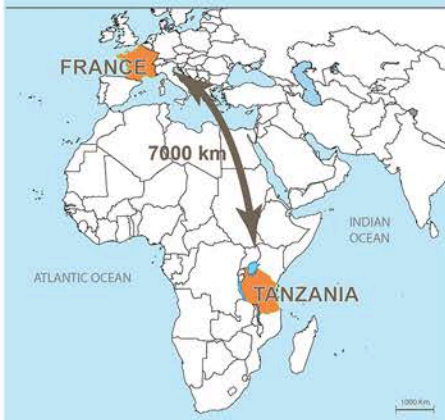 FRANCE
7000 km
INDIAN
OCEAN
ATLANTIC OCEAN
TANZANIA
1000 Km